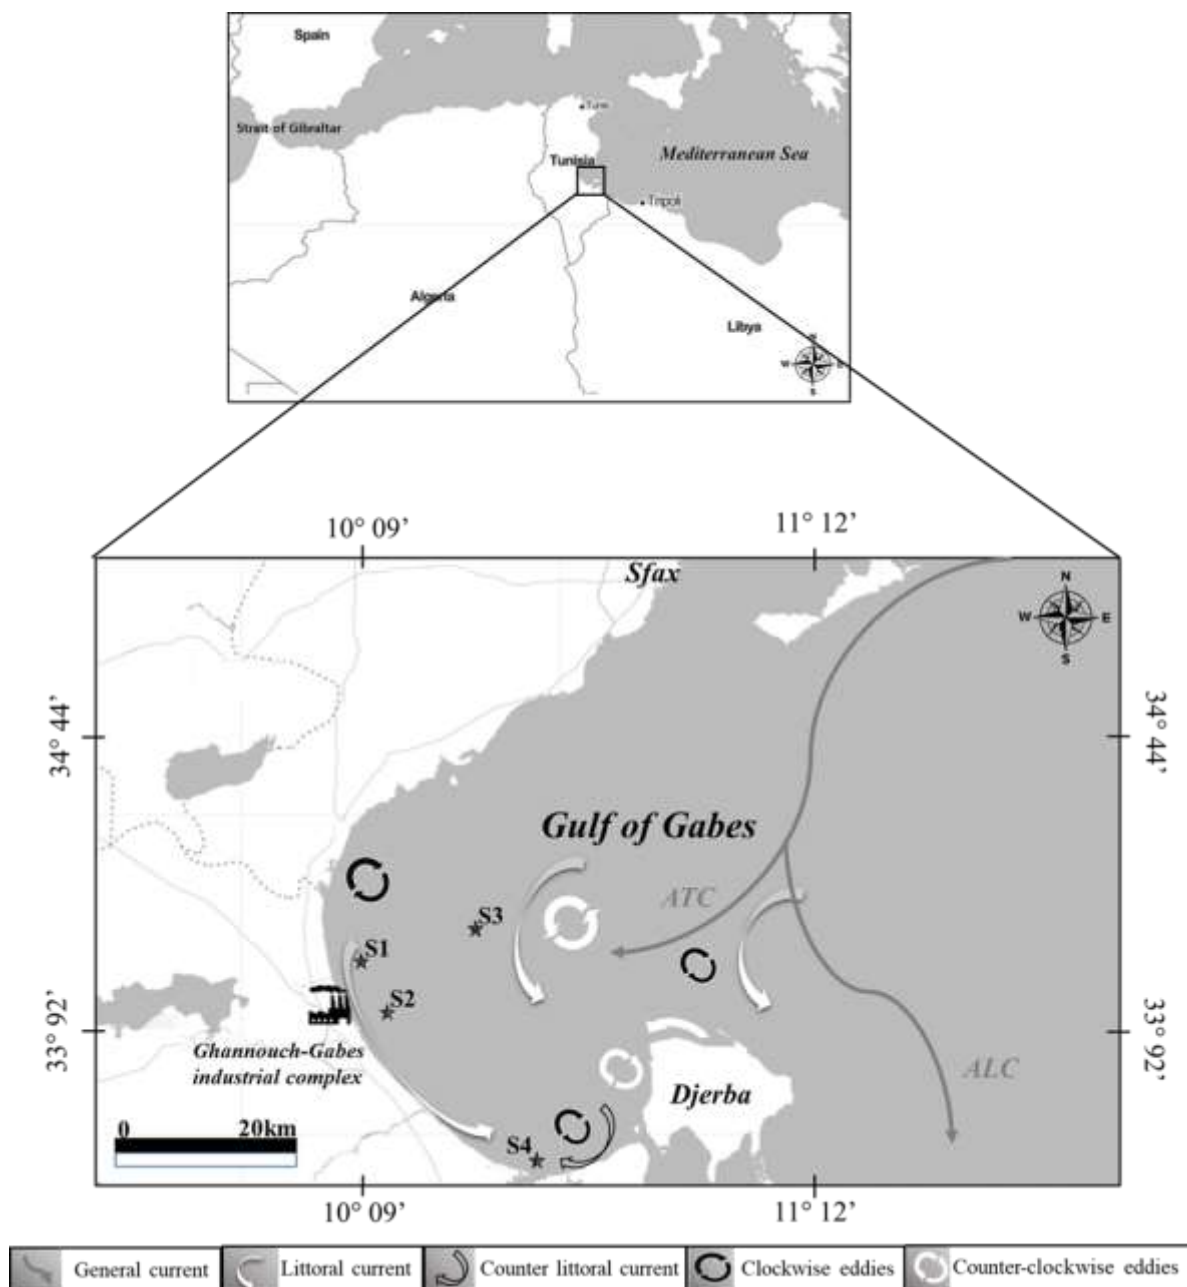 Spain
Tunis
Strait of Gibraltar
Tunisia
Mediterranean Sea
Tripoli
Algeria
Libya
N
W
E
S
10° 09’
11° 12’
Sfax
N
W
E
S
34° 44’
34° 44’
Gulf of Gabes
ATC
S3
S1
S2
33° 92’
33° 92’
Ghannouch-Gabes
industrial complex
ALC
Djerba
0
20km
S4
10° 09’
11° 12’
General current
Littoral current
Counter littoral current
Clockwise eddies
Counter-clockwise eddies